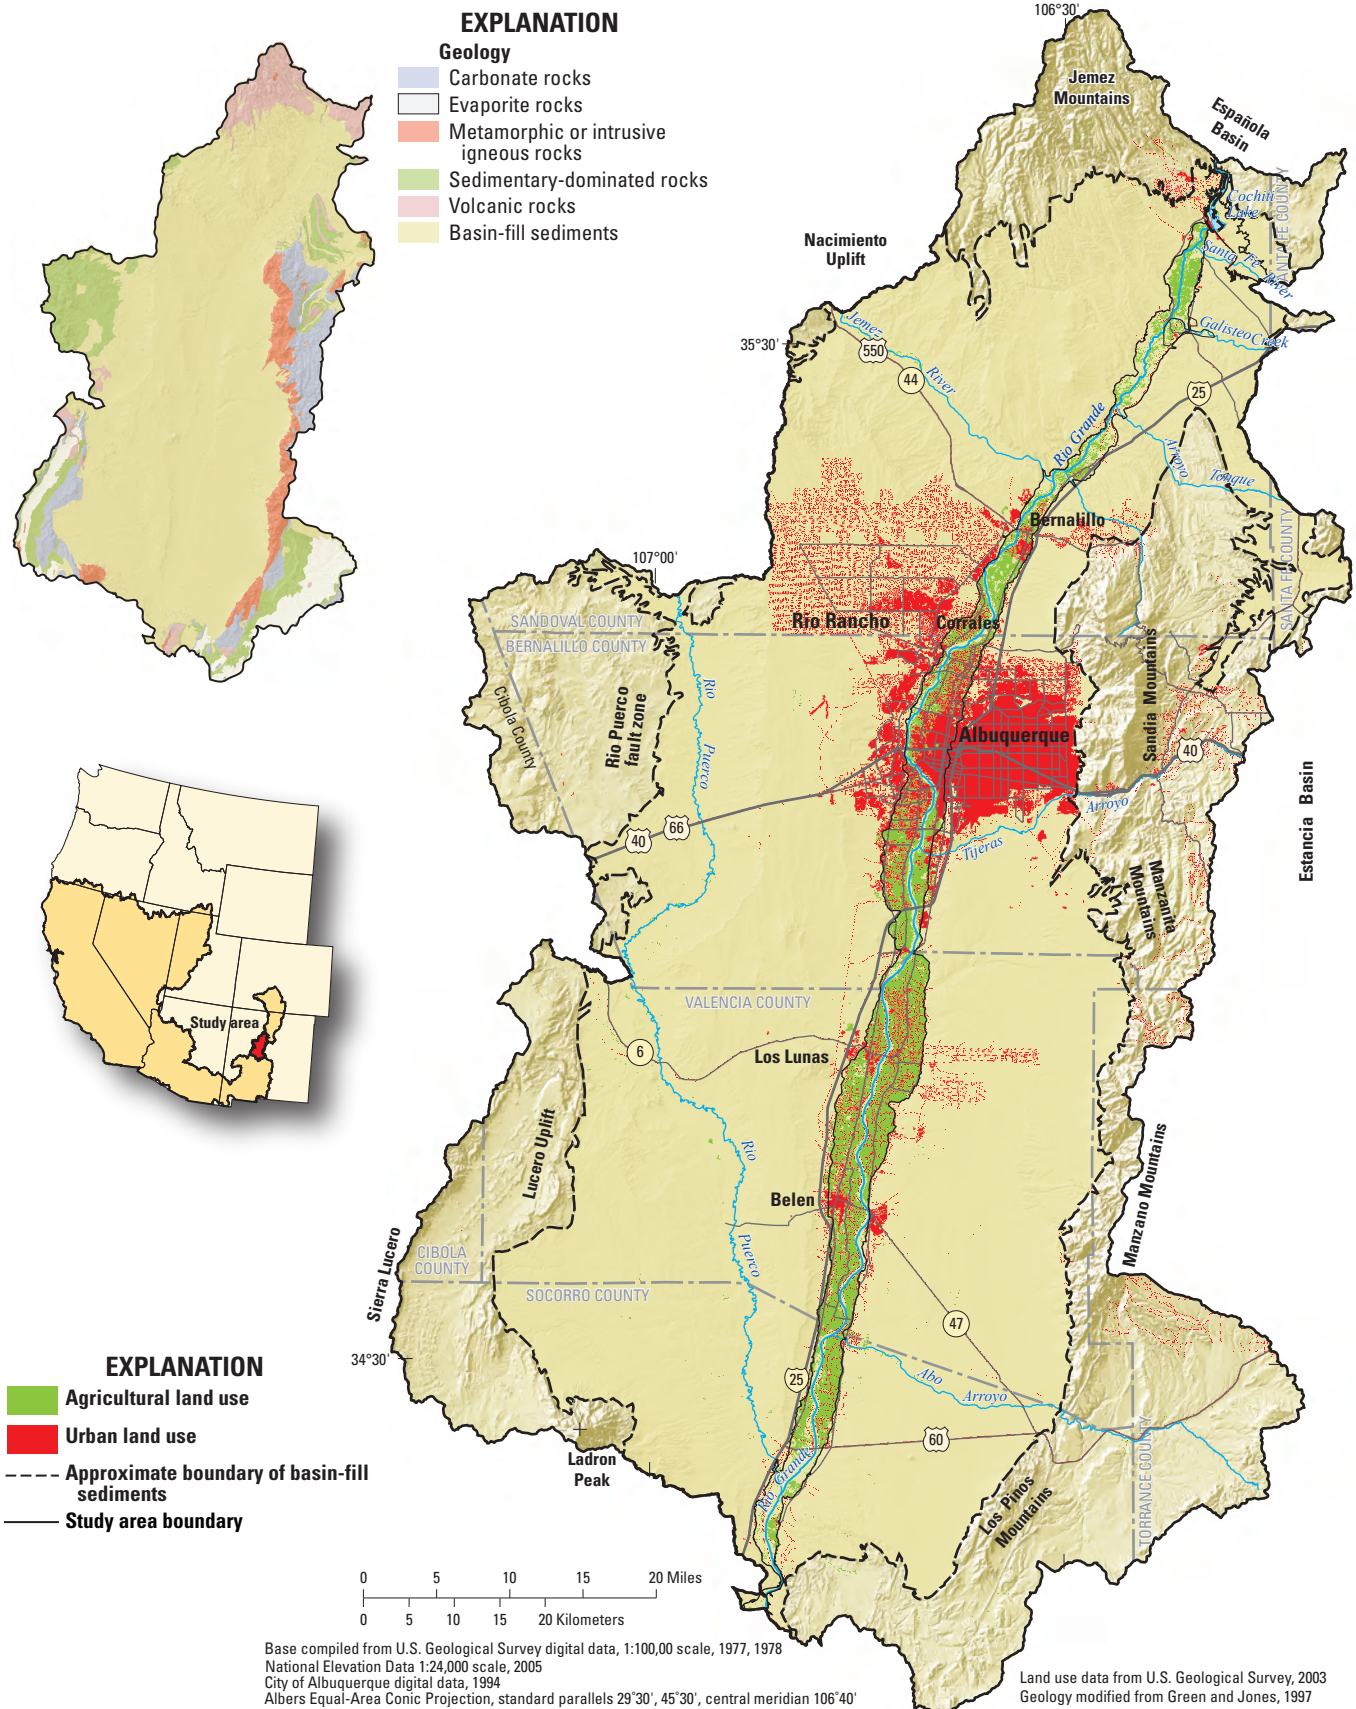 EXPLANATION
Geology
Carbonate rocks
Evaporite rocks
Metamorphic or intrusive
igneous rocks
Sedimentary-dominated rocks
Volcanic rocks
Basin-fill sediments
106°30'
Jemez
Mountains
Española
Basin
Cochiti
Lake
SANTA FE COUNTY
Nacimiento
Uplift
Santa Fe River
Jemez River
35°30'
550
44
Galisteo Creek
25
Rio Grande
Arroyo Tonque
Bernalillo
SANTA FE COUNTY
107°00'
SANDOVAL COUNTY
BERNALILLO COUNTY
Rio Rancho
Corrales
Cibola County
Rio Puerco
fault zone
Rio Puerco
Albuquerque
Sandia Mountains
40
Estancia Basin
Tijeras Arroyo
40
66
Manzanita
Mountains
Study area
VALENCIA COUNTY
6
Los Lunas
Lucero Uplift
Rio Puerco
Belen
Manzano Mountains
Sierra Lucero
CIBOLA
COUNTY
SOCORRO COUNTY
47
34°30'
25
Abo Arroyo
60
Ladron
Peak
Rio Grande
Los Pinos
Mountains
TORRANCE COUNTY
EXPLANATION
Agricultural land use
Urban land use
Approximate boundary of basin-fill
sediments
Study area boundary
0 5 10 15 20 Miles
0 5 10 15 20 Kilometers
Base compiled from U.S. Geological Survey digital data, 1:100,00 scale, 1977, 1978
National Elevation Data 1:24,000 scale, 2005
City of Albuquerque digital data, 1994
Albers Equal-Area Conic Projection, standard parallels 29°30', 45°30', central meridian 106°40'
Land use data from U.S. Geological Survey, 2003
Geology modified from Green and Jones, 1997